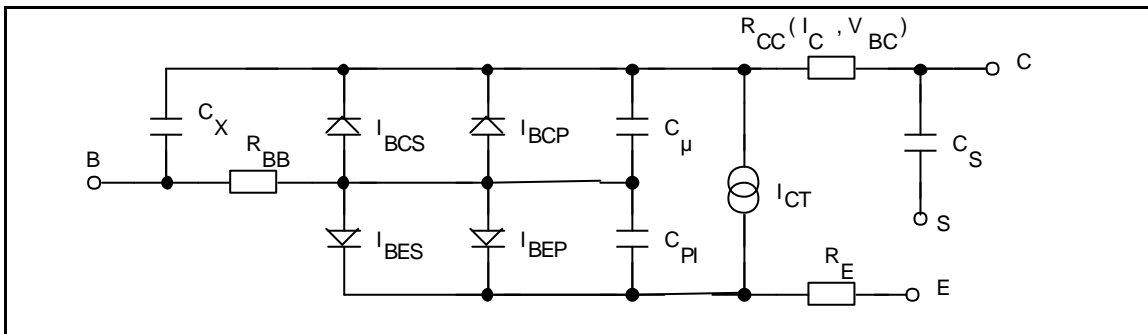 R_CC(I_C, V_BC)
C
C_X
I_BCS
I_BCP
C_µ
C_S
R_BB
B
I_CT
S
I_BES
I_BEP
C_PI
R_E
E